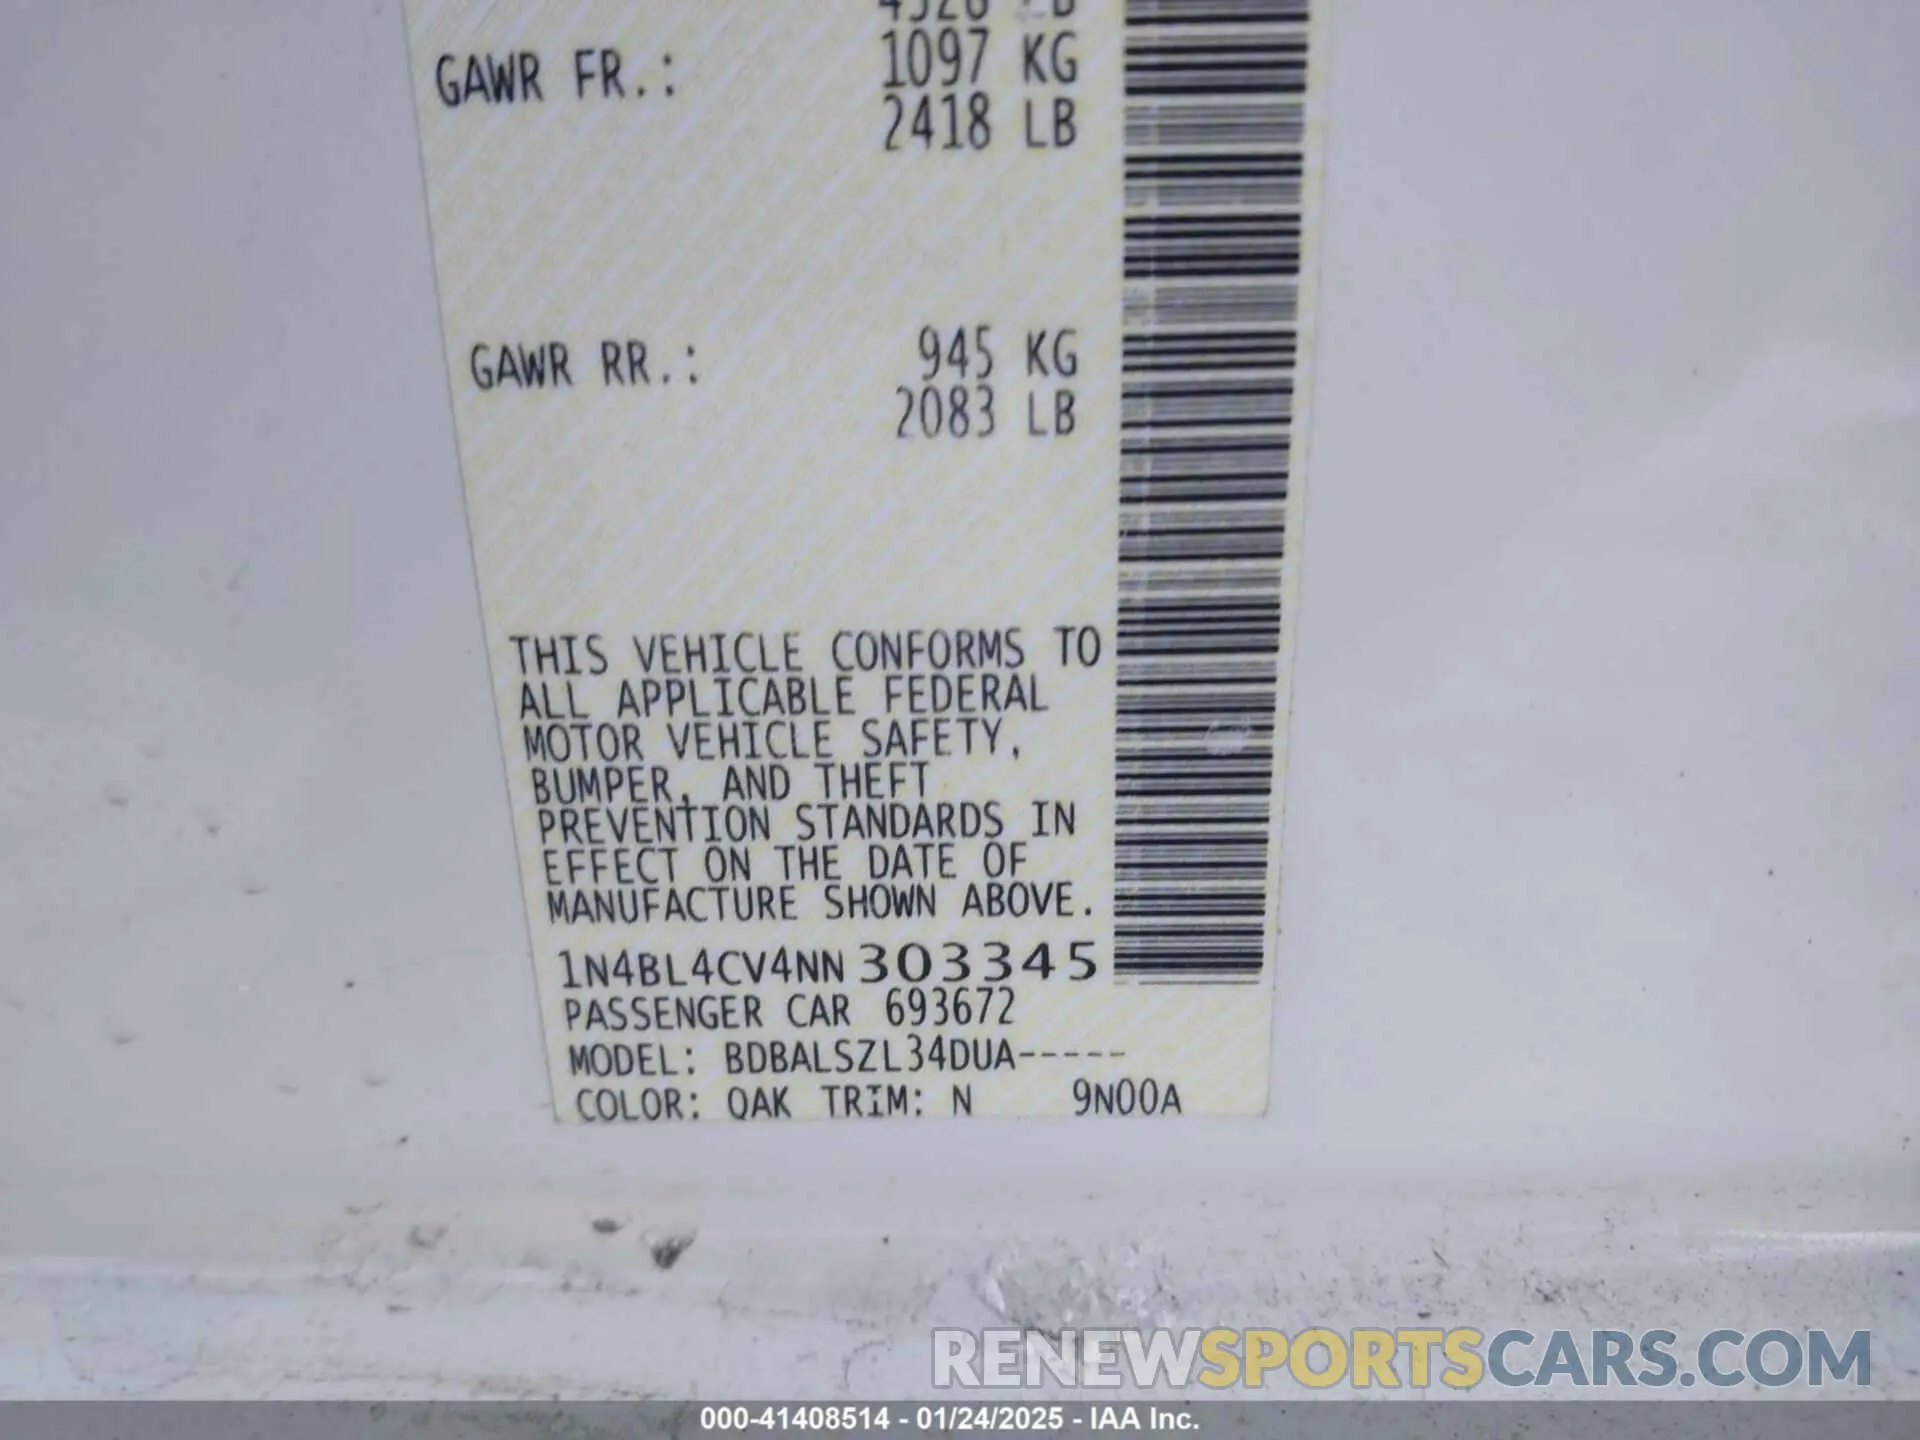 GAWR FR.: 1097 KG
2418 LB
GAWR RR.: 945 KG
2083 LB
THIS VEHICLE CONFORMS TO
ALL APPLICABLE FEDERAL
MOTOR VEHICLE SAFETY,
BUMPER, AND THEFT
PREVENTION STANDARDS IN
EFFECT ON THE DATE OF
MANUFACTURE SHOWN ABOVE.
1N4BL4CV4NN303345
PASSENGER CAR 693672
MODEL: BDBALSZL34DUA-----
COLOR: QAK TRIM: N 9N00A
RENEWSPORTSCARS.COM
000-41408514 - 01/24/2025 - IAA Inc.